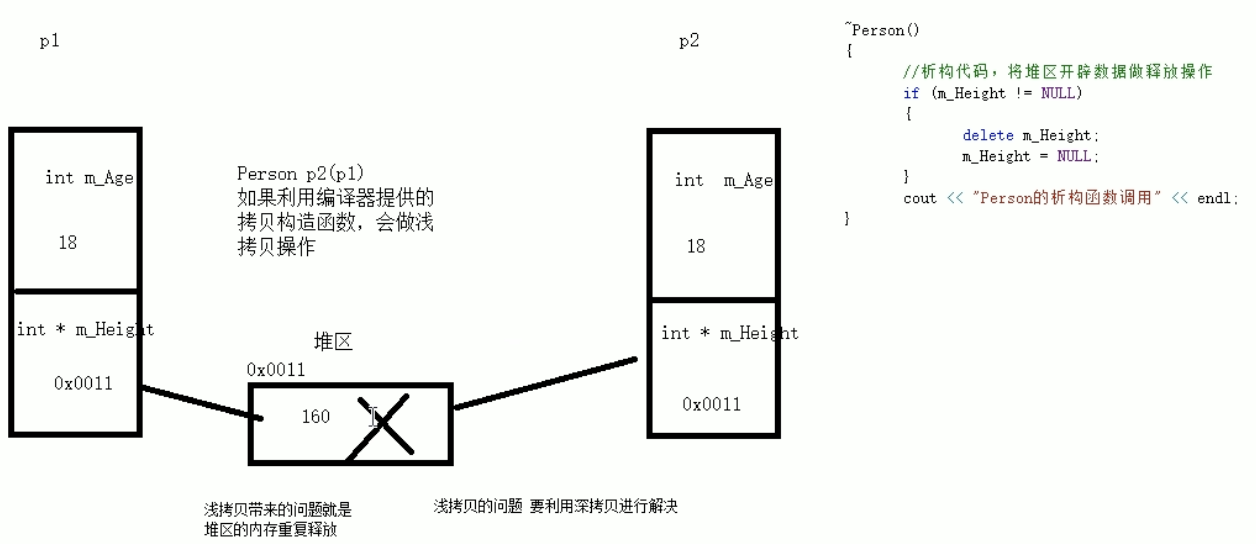 p1
p2
int m_Age
18
int * m_Height
0x0011
Person p2(p1)
如果利用编译器提供的
拷贝构造函数，会做浅
拷贝操作
堆区
0x0011
160
int  m_Age
18
int * m_Height
0x0011
浅拷贝带来的问题就是
堆区的内存重复释放
浅拷贝的问题 要利用深拷贝进行解决
~Person()
{
//析构代码，将堆区开辟数据做释放操作
if (m_Height != NULL)
{
delete m_Height;
m_Height = NULL;
}
cout << "Person的析构函数调用" << endl;
}